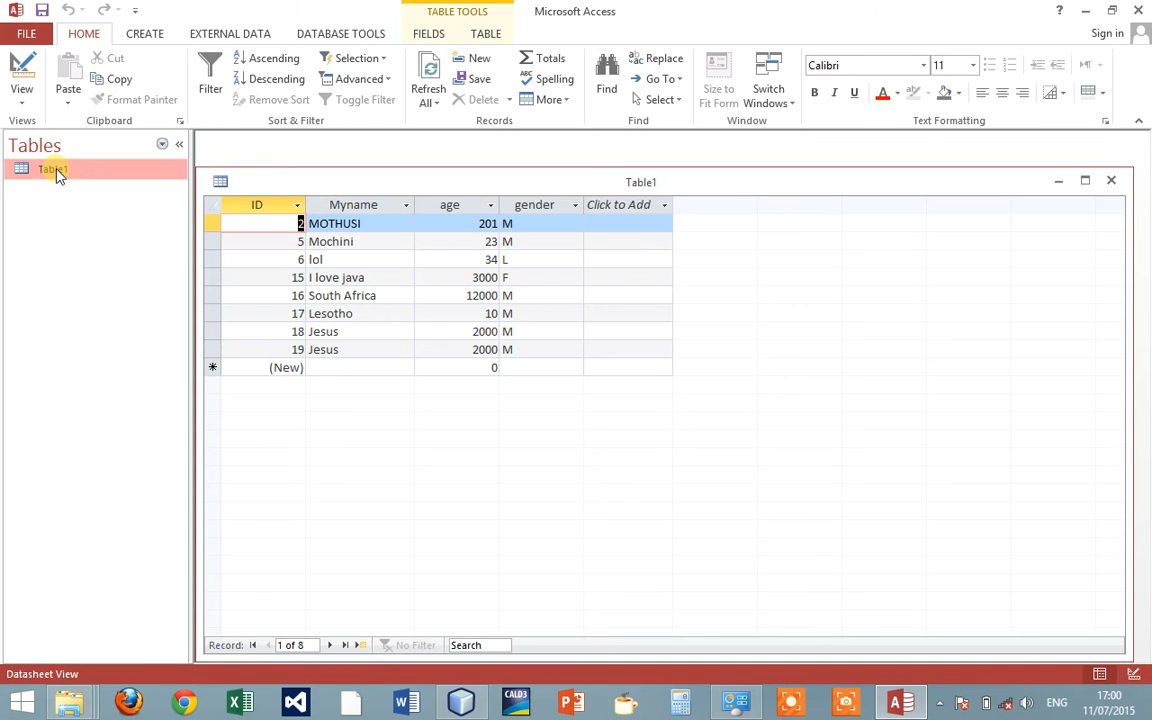 TABLE TOOLS
Microsoft Access
?
FILE
HOME
CREATE
EXTERNAL DATA
DATABASE TOOLS
FIELDS
TABLE
Sign in
View
Views
Paste
Cut
Copy
Format Painter
Clipboard
Filter
Ascending
Descending
Remove Sort
Selection
Advanced
Toggle Filter
Sort & Filter
Refresh
All
New
Save
Delete
Totals
Spelling
More
Records
Find
Replace
Go To
Select
Find
Size to
Fit Form
Switch
Windows
Window
Calibri
11
B I U A
Text Formatting
Tables
Table1
Table1
ID Myname age gender Click to Add
2 MOTHUSI 201 M
5 Mochini 23 M
6 lol 34 L
15 I love java 3000 F
16 South Africa 12000 M
17 Lesotho 10 M
18 Jesus 2000 M
19 Jesus 2000 M
(New) 0
Record: 1 of 8 No Filter Search
Datasheet View
CALD3
ENG
17:00
11/07/2015